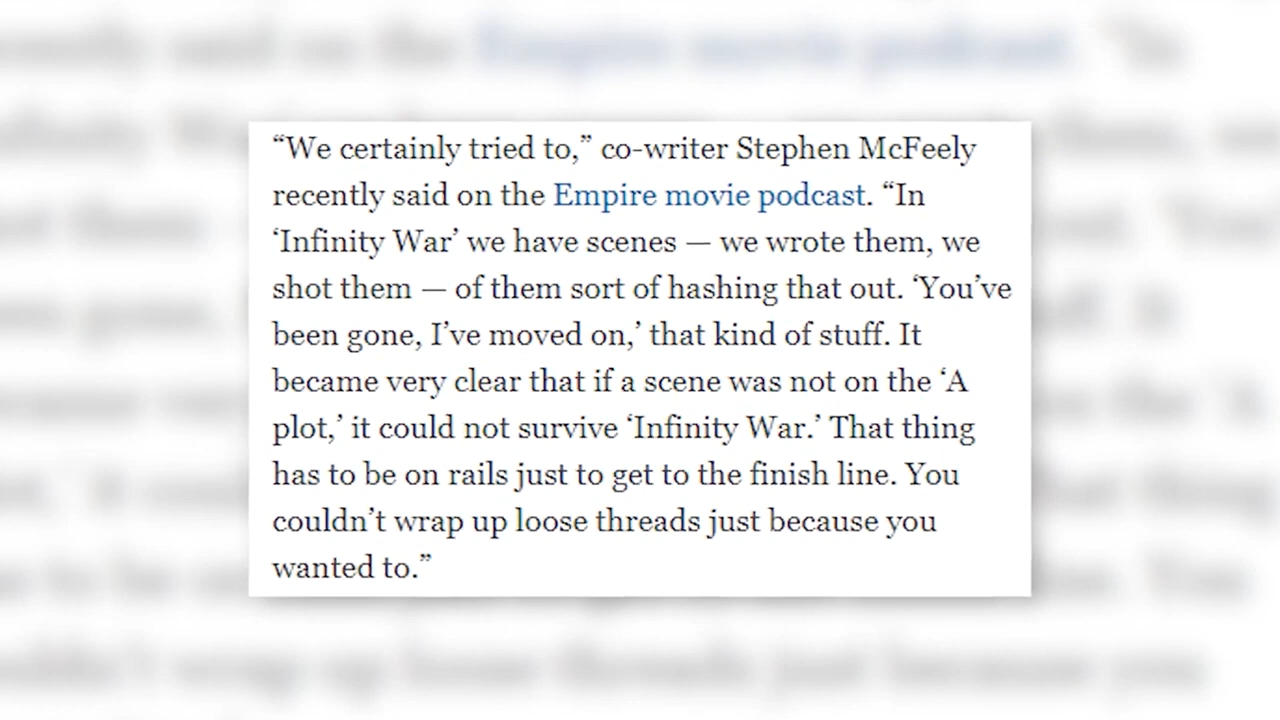 “We certainly tried to,” co-writer Stephen McFeely
recently said on the Empire movie podcast. “In
‘Infinity War’ we have scenes — we wrote them, we
shot them — of them sort of hashing that out. ‘You’ve
been gone, I’ve moved on,’ that kind of stuff. It
became very clear that if a scene was not on the ‘A
plot,’ it could not survive ‘Infinity War.’ That thing
has to be on rails just to get to the finish line. You
couldn’t wrap up loose threads just because you
wanted to.”